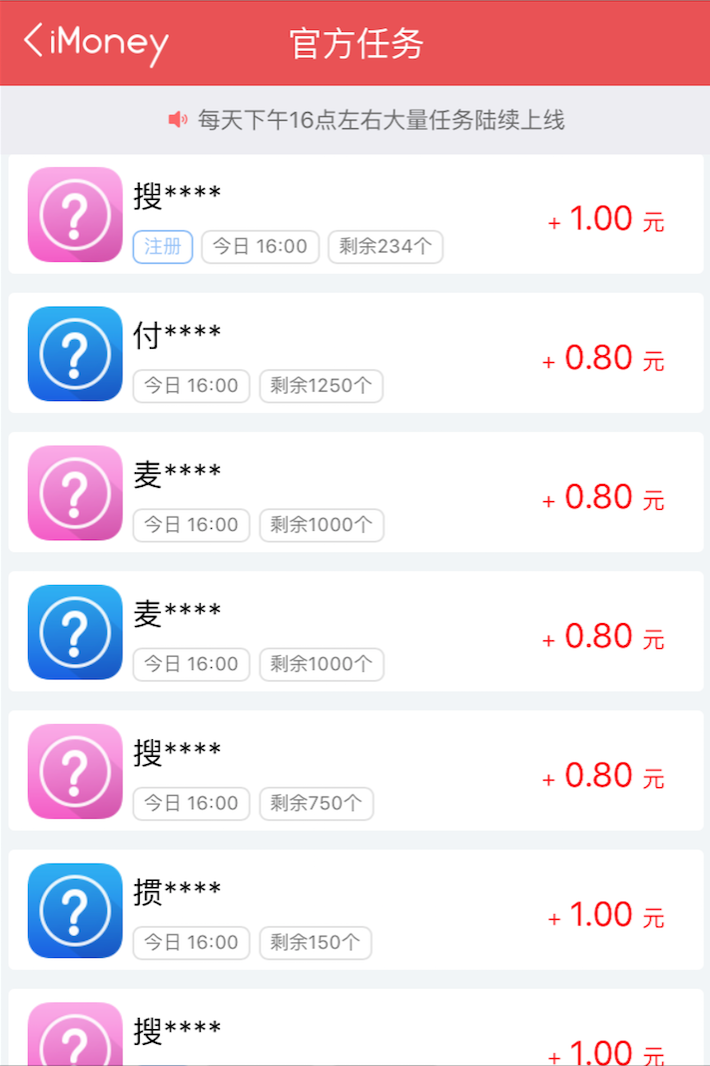 iMoney
官方任务
每天下午16点左右大量任务陆续上线
搜****
+ 1.00 元
注册 今日 16:00 剩余234个
付****
+ 0.80 元
今日 16:00 剩余1250个
麦****
+ 0.80 元
今日 16:00 剩余1000个
麦****
+ 0.80 元
今日 16:00 剩余1000个
搜****
+ 0.80 元
今日 16:00 剩余750个
掼****
+ 1.00 元
今日 16:00 剩余150个
搜****
+ 1.00 元